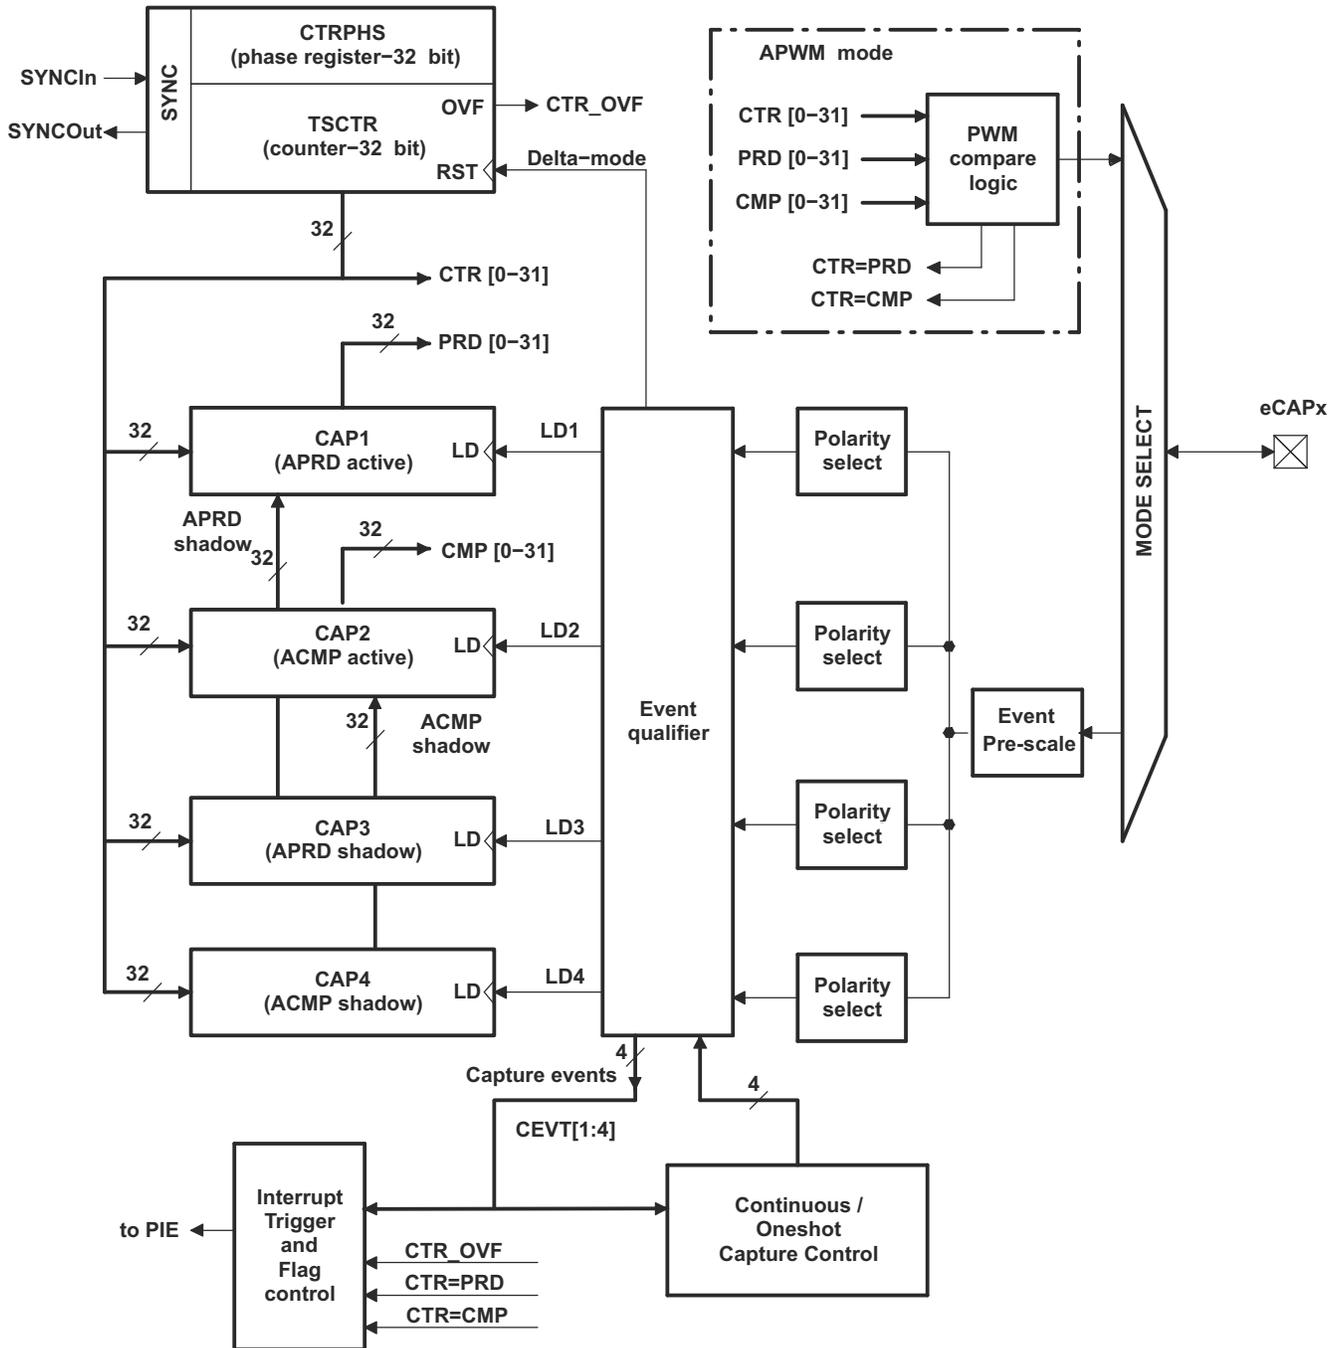 CTRPHS
(phase register−32 bit)
SYNC
SYNCIn
SYNCOut
OVF
CTR_OVF
TSCTR
(counter−32 bit)
RST
Delta−mode
32
CTR [0−31]
32
PRD [0−31]
APWM mode
CTR [0−31]
PRD [0−31]
CMP [0−31]
PWM
compare
logic
CTR=PRD
CTR=CMP
MODE SELECT
eCAPx
32
CAP1
(APRD active)
LD
LD1
Polarity
select
APRD
shadow
32
32
CMP [0−31]
32
CAP2
(ACMP active)
LD
LD2
Polarity
select
32
ACMP
shadow
Event
qualifier
Event
Pre-scale
32
CAP3
(APRD shadow)
LD
LD3
Polarity
select
32
CAP4
(ACMP shadow)
LD
LD4
Polarity
select
4
Capture events
CEVT[1:4]
4
Interrupt
Trigger
and
Flag
control
to PIE
CTR_OVF
CTR=PRD
CTR=CMP
Continuous /
Oneshot
Capture Control